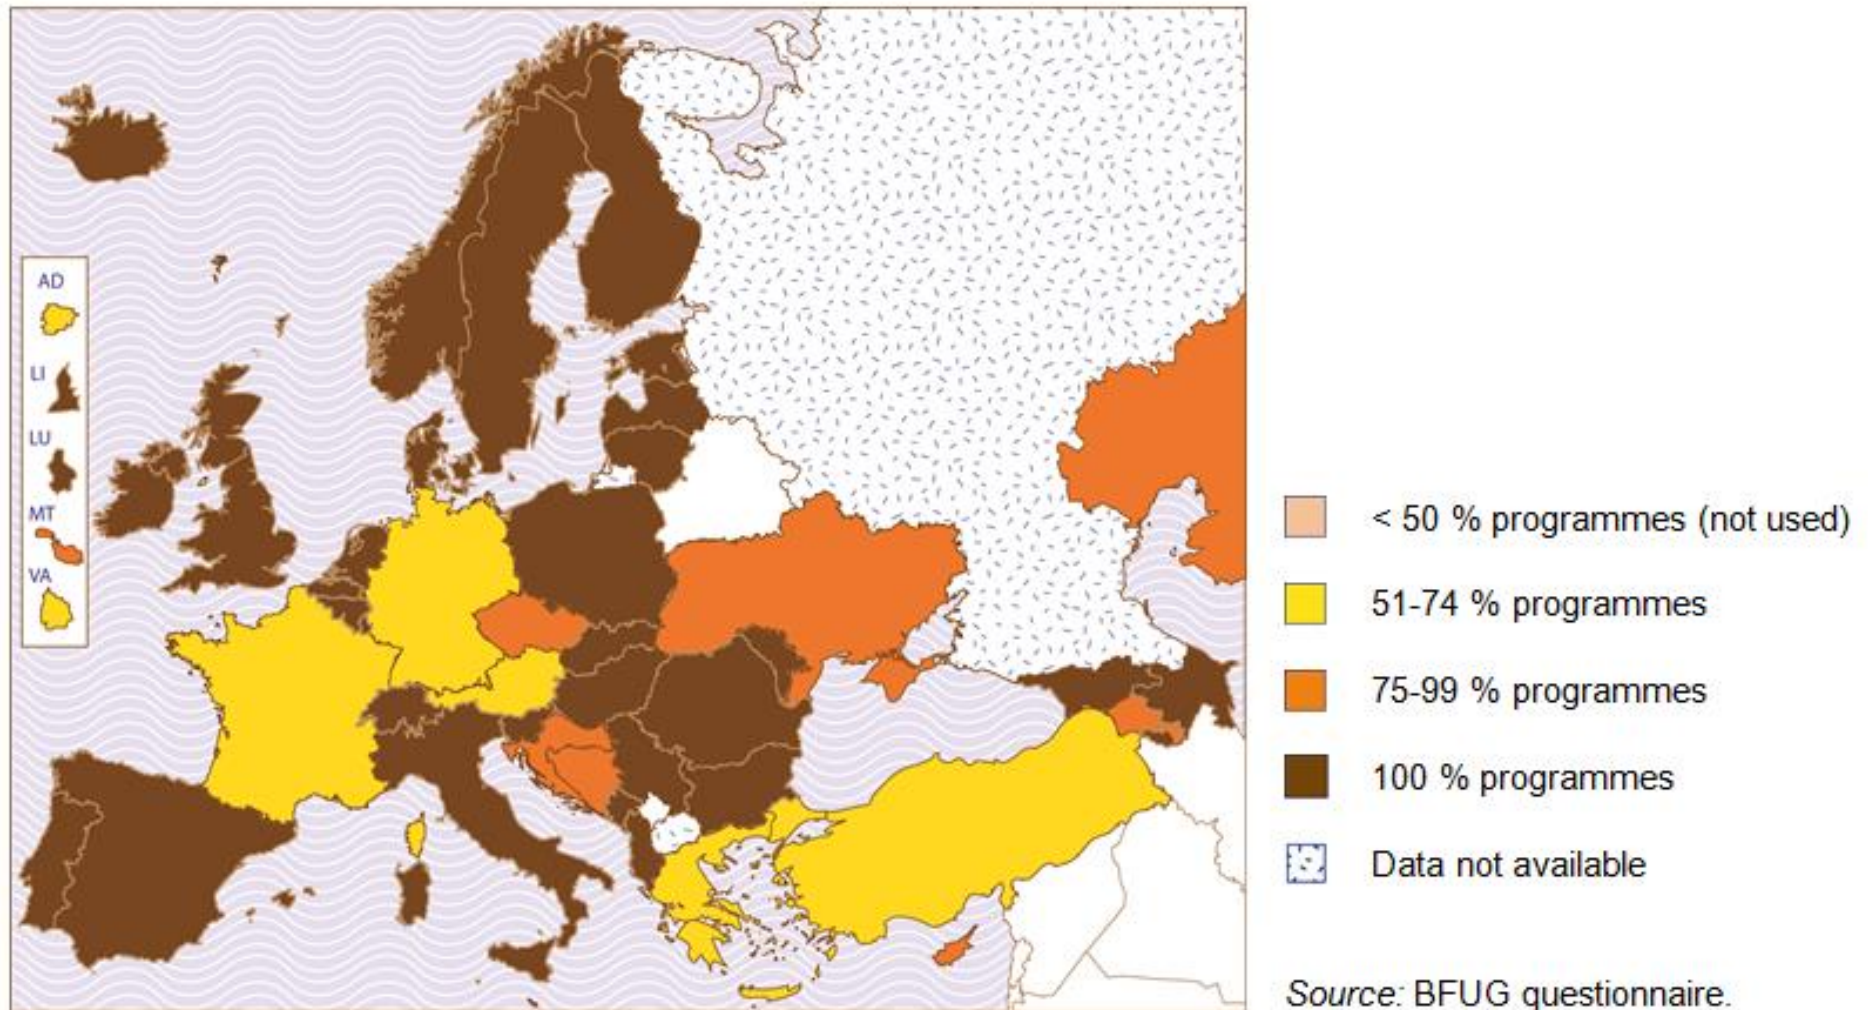 AD
LI
LU
MT
VA
< 50 % programmes (not used)
51-74 % programmes
75-99 % programmes
100 % programmes
Data not available
Source: BFUG questionnaire.